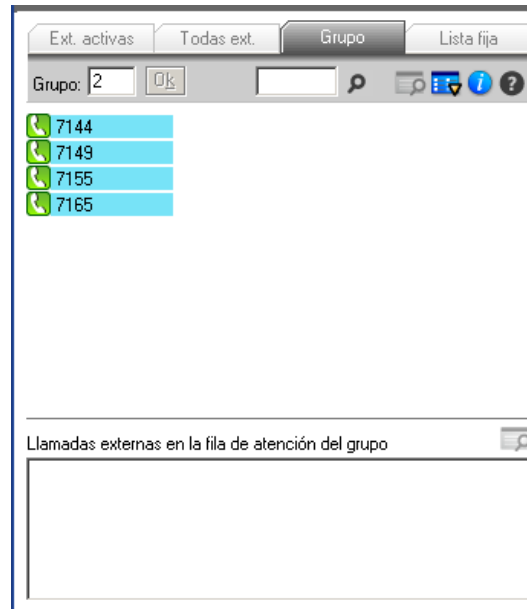 Ext. activas Todas ext. Grupo Lista fija
Grupo: 2 Ok
7144
7149
7155
7165
Llamadas externas en la fila de atención del grupo